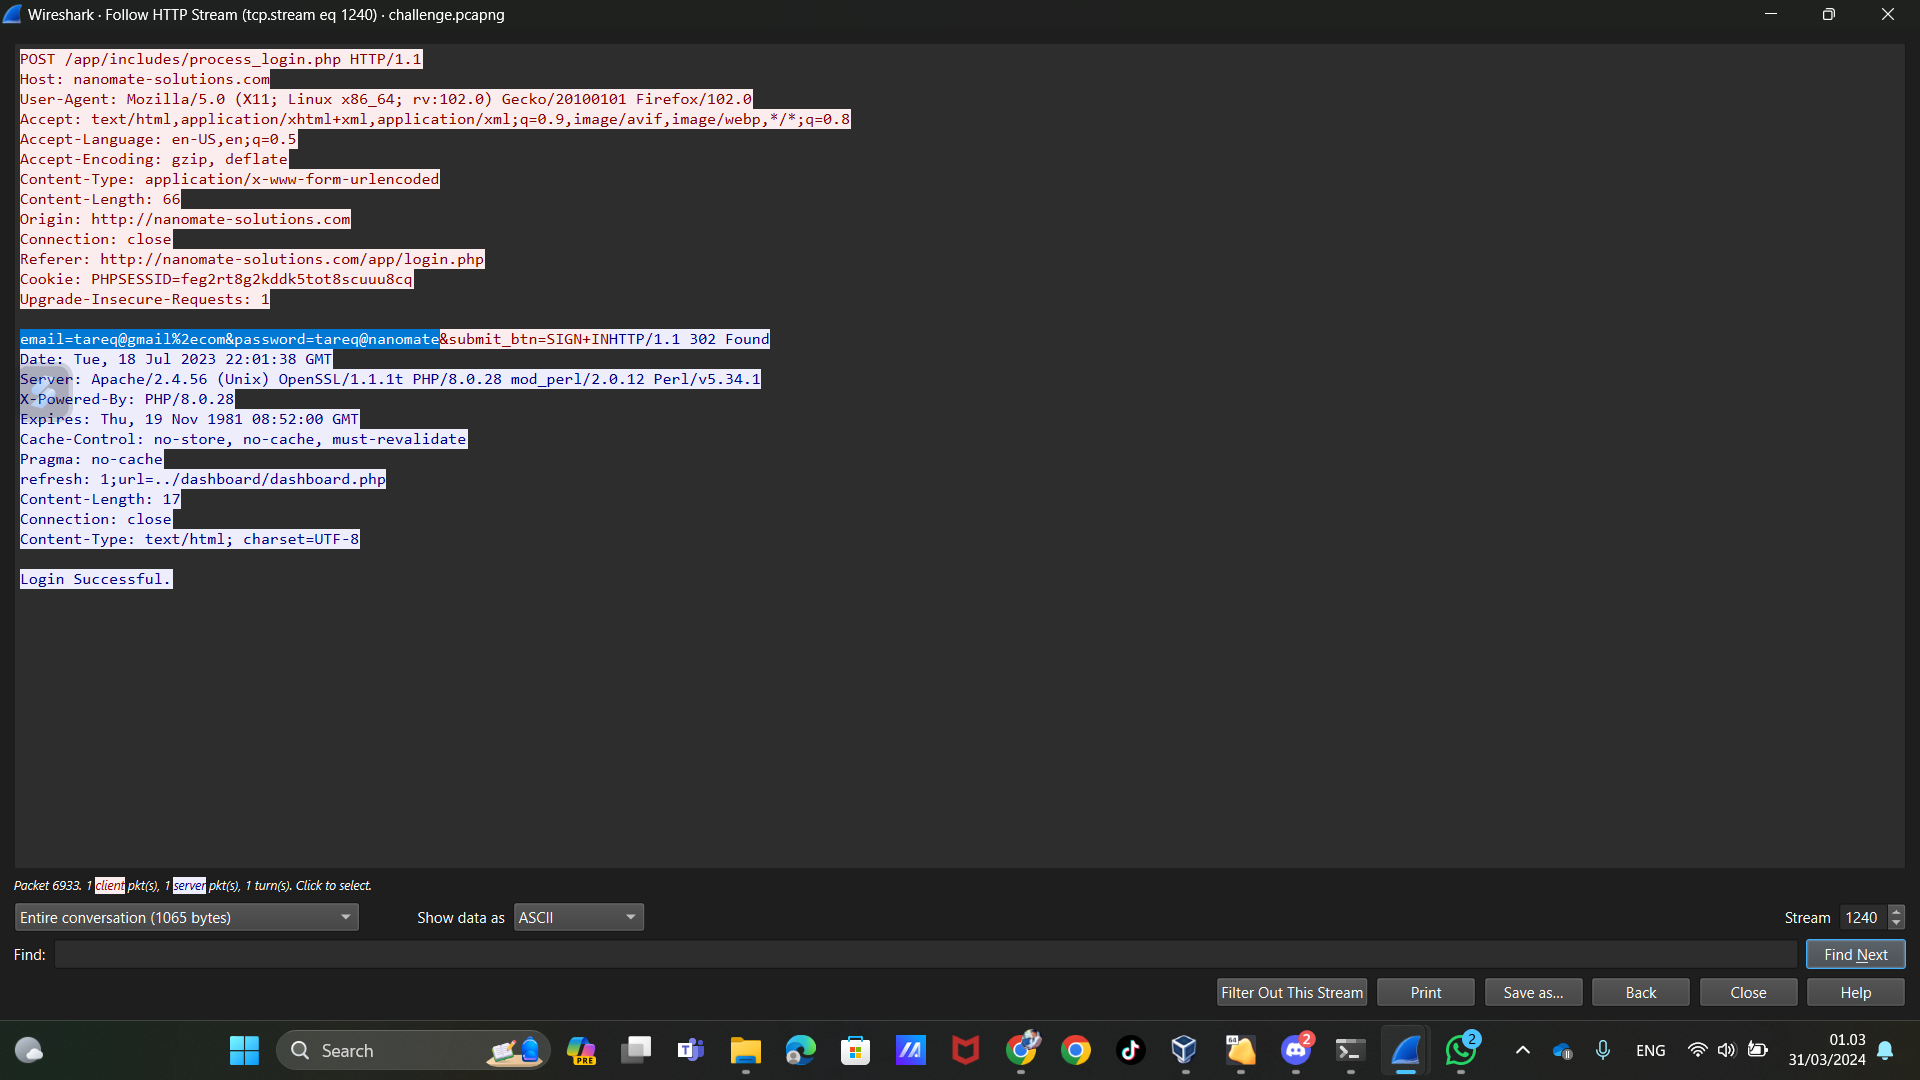 Wireshark · Follow HTTP Stream (tcp.stream eq 1240) · challenge.pcapng
POST /app/includes/process_login.php HTTP/1.1
Host: nanomate-solutions.com
User-Agent: Mozilla/5.0 (X11; Linux x86_64; rv:102.0) Gecko/20100101 Firefox/102.0
Accept: text/html,application/xhtml+xml,application/xml;q=0.9,image/avif,image/webp,*/*;q=0.8
Accept-Language: en-US,en;q=0.5
Accept-Encoding: gzip, deflate
Content-Type: application/x-www-form-urlencoded
Content-Length: 66
Origin: http://nanomate-solutions.com
Connection: close
Referer: http://nanomate-solutions.com/app/login.php
Cookie: PHPSESSID=feg2rt8g2kddk5tot8scuuu8cq
Upgrade-Insecure-Requests: 1
email=tareq@gmail%2ecom&password=tareq@nanomate&submit_btn=SIGN+INHTTP/1.1 302 Found
Date: Tue, 18 Jul 2023 22:01:38 GMT
Server: Apache/2.4.56 (Unix) OpenSSL/1.1.1t PHP/8.0.28 mod_perl/2.0.12 Perl/v5.34.1
X-Powered-By: PHP/8.0.28
Expires: Thu, 19 Nov 1981 08:52:00 GMT
Cache-Control: no-store, no-cache, must-revalidate
Pragma: no-cache
refresh: 1;url=../dashboard/dashboard.php
Content-Length: 17
Connection: close
Content-Type: text/html; charset=UTF-8
Login Successful.
Packet 6933. 1 client pkt(s), 1 server pkt(s), 1 turn(s). Click to select.
Entire conversation (1065 bytes) Show data as ASCII Stream 1240
Find: Find Next
Filter Out This Stream Print Save as... Back Close Help
Search PRE 64 2 2 ENG 01.03
31/03/2024